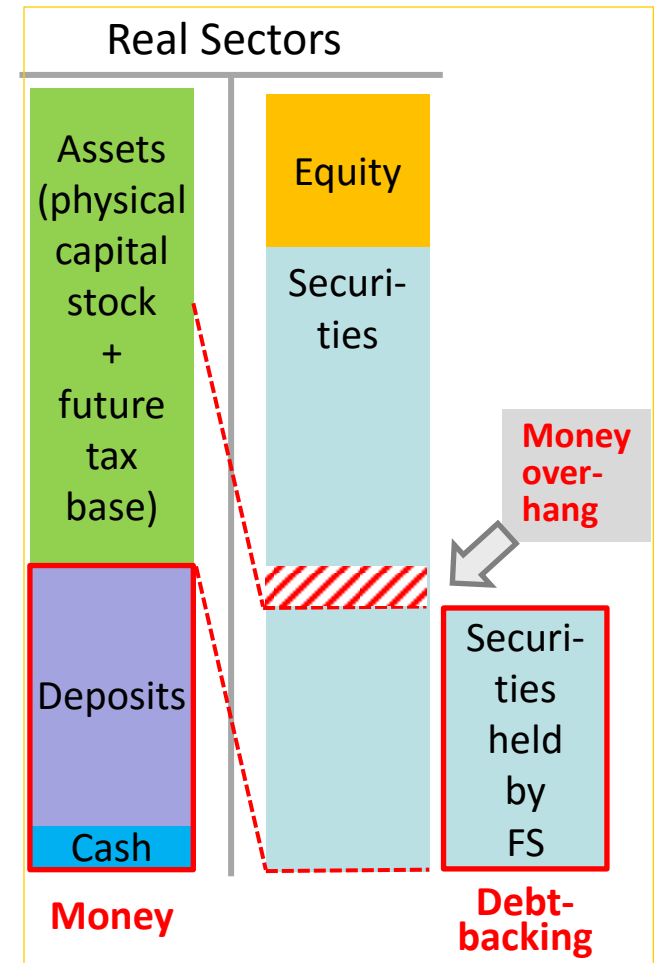 Real Sectors
Assets
(physical
capital
stock
+
future
tax
base)
Deposits
Cash
Money
Equity
Securi-
ties
Money
over-
hang
Securi-
ties
held
by
FS
Debt-
backing